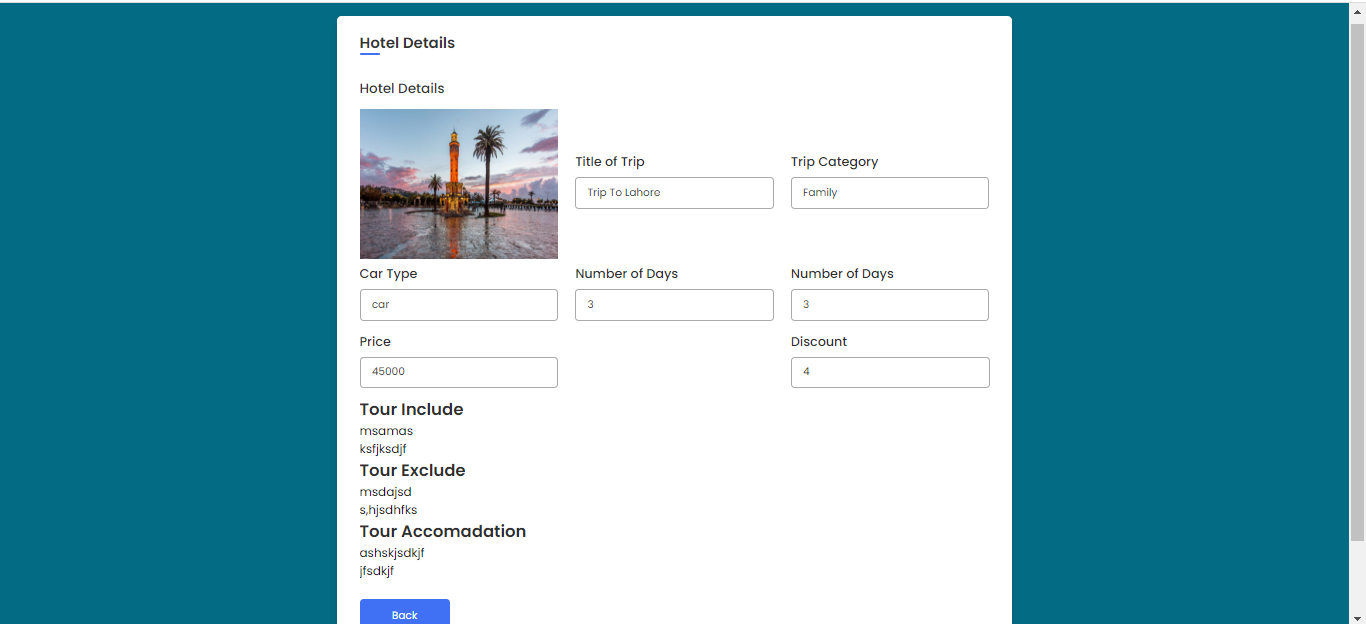 Hotel Details
Hotel Details
Title of Trip
Trip Category
Trip To Lahore
Family
Car Type
Number of Days
Number of Days
car
3
3
Price
Discount
45000
4
Tour Include
msamas
ksfjksdjf
Tour Exclude
msdajsd
s,hjsdhfks
Tour Accomadation
ashskjsdkjf
jfsdkjf
Back